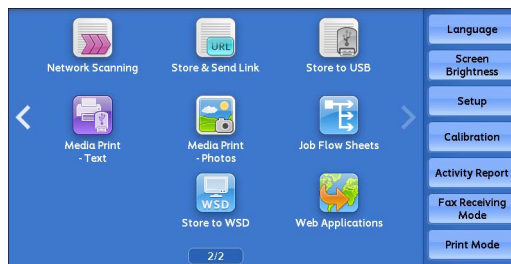 Network Scanning
Store & Send Link
URL
Store to USB
Media Print
- Text
Media Print
- Photos
Job Flow Sheets
WSD
Store to WSD
Web Applications
2/2
Language
Screen
Brightness
Setup
Calibration
Activity Report
Fax Receiving
Mode
Print Mode